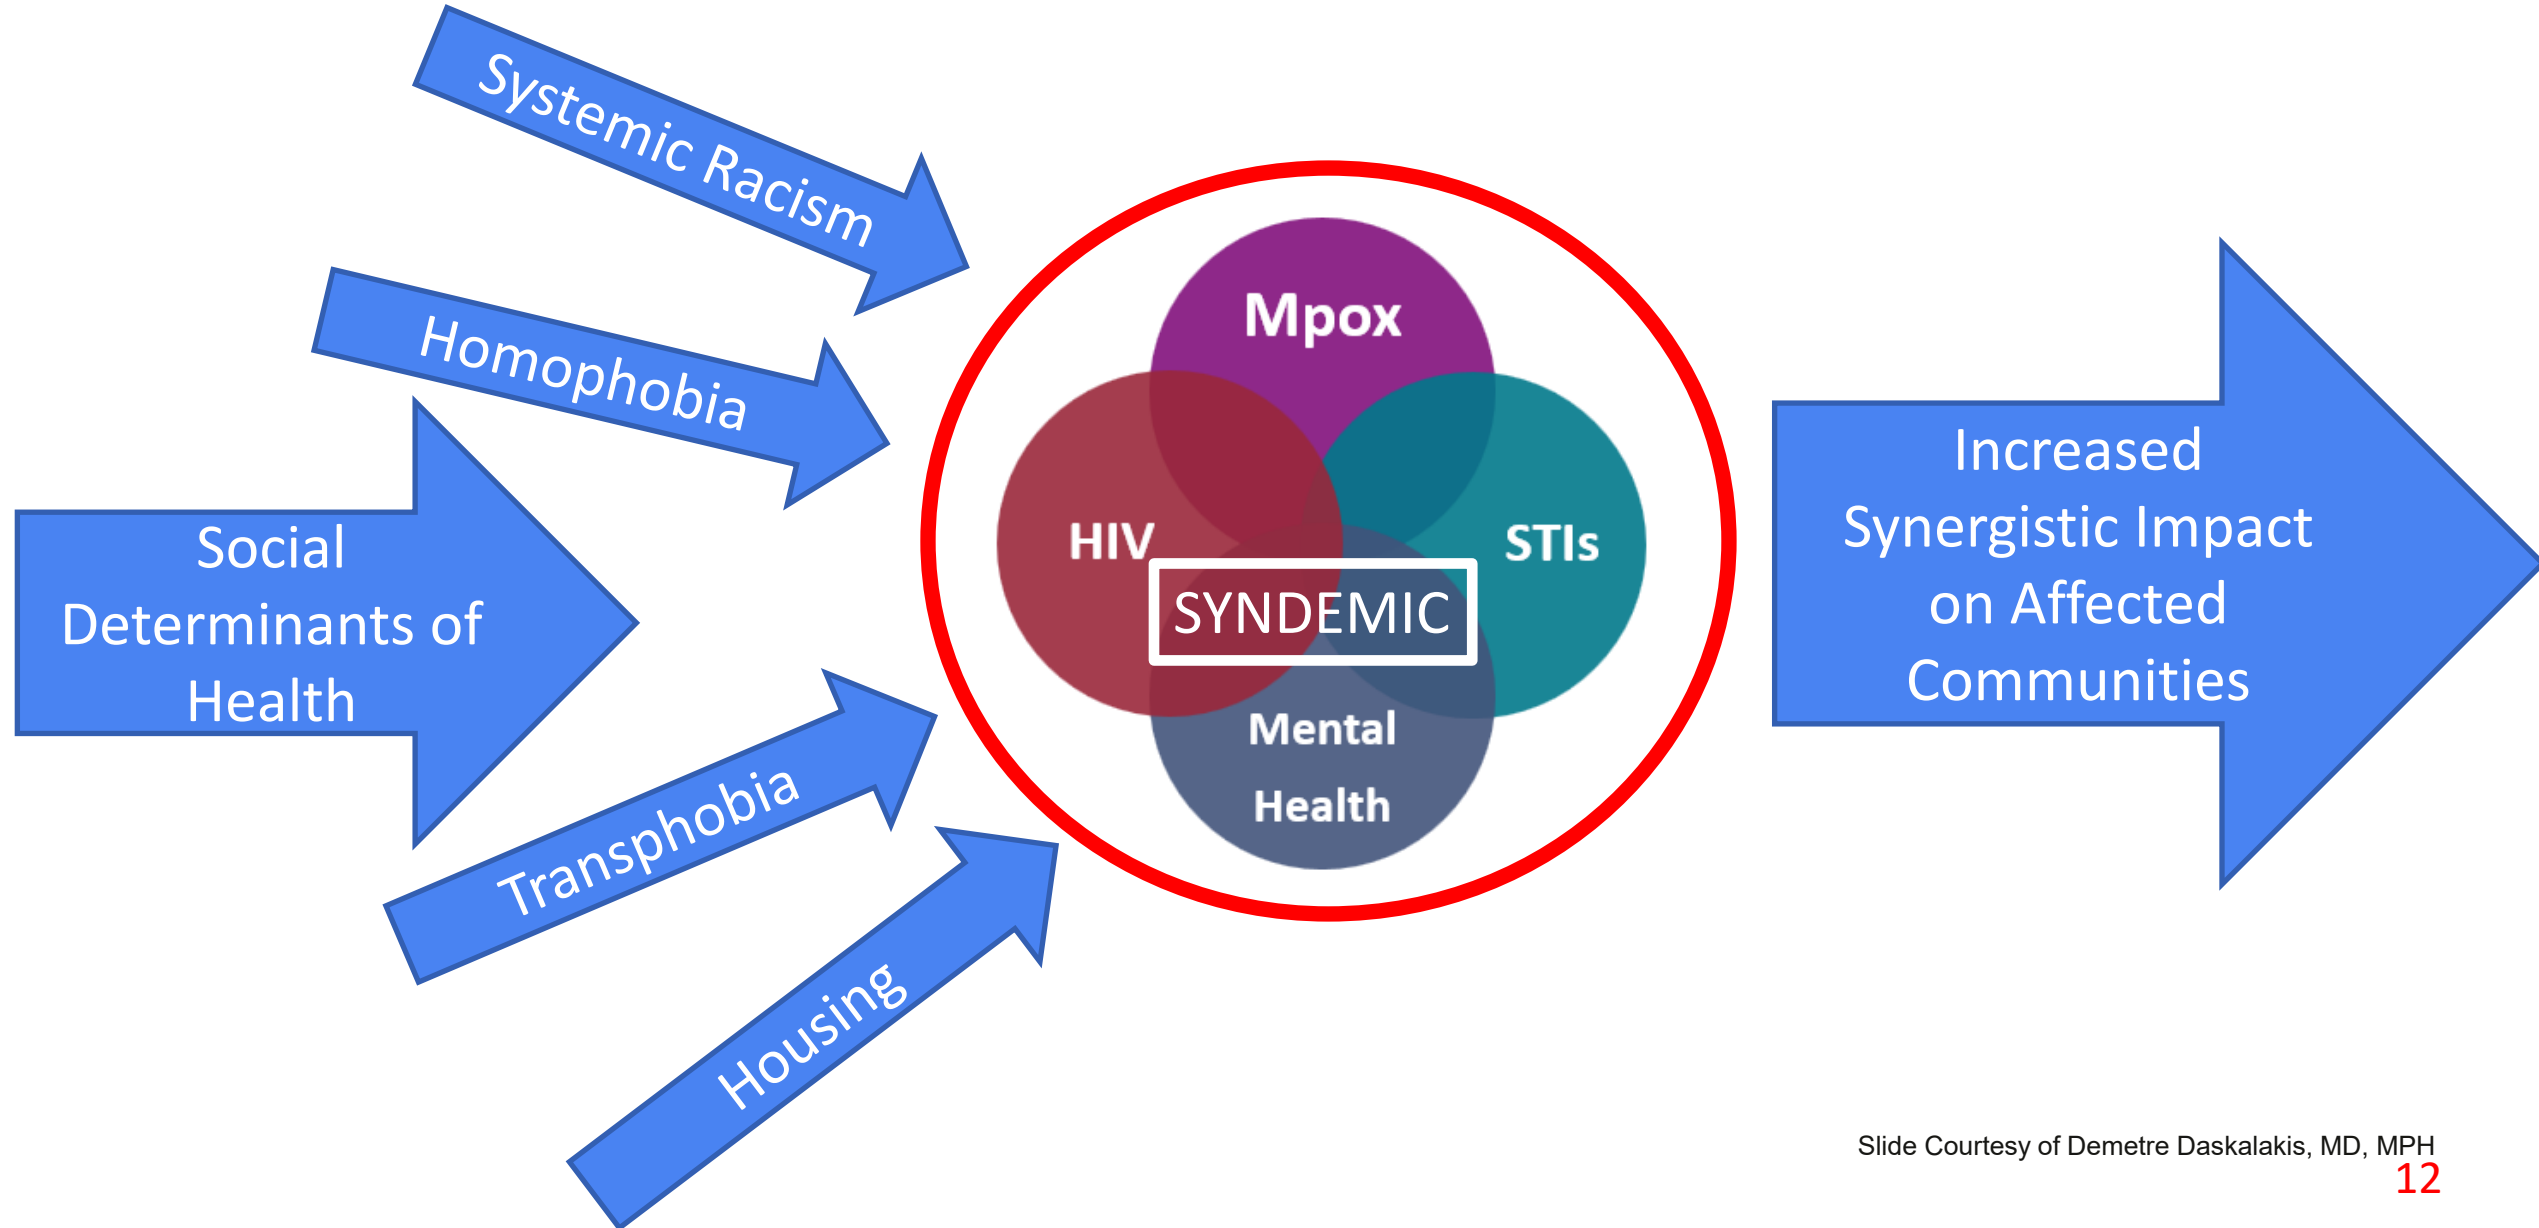 Systemic Racism
Homophobia
Social
Determinants of
Health
Transphobia
Housing
Mpox
HIV
STIs
SYNDEMIC
Mental
Health
Increased
Synergistic Impact
on Affected
Communities
Slide Courtesy of Demetre Daskalakis, MD, MPH
12